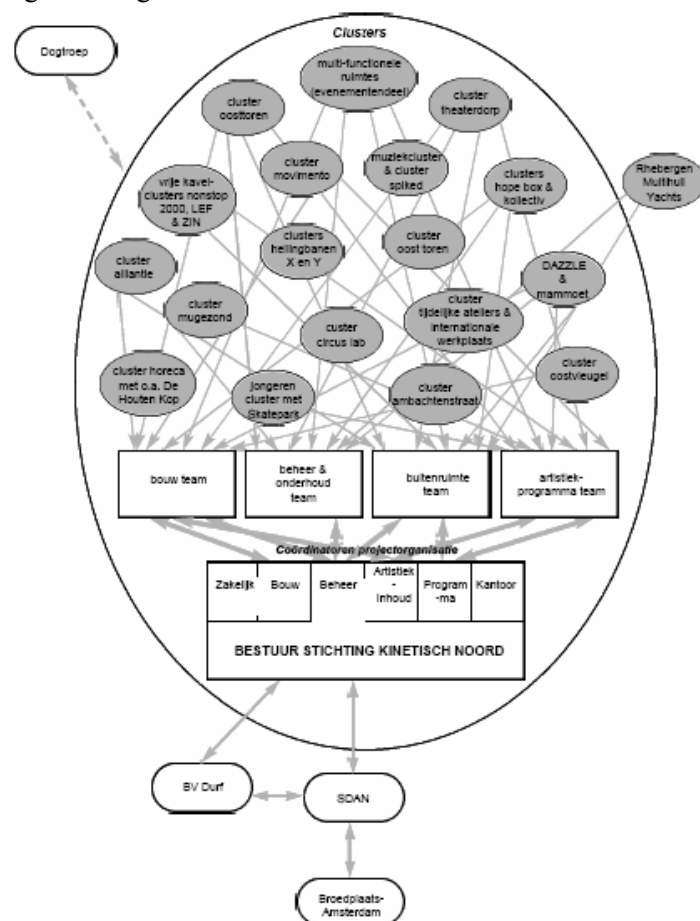 Clusters
Dogtroep
multi-functionele
ruimtes
(evenementendeel)
cluster
oosttoren
cluster
theaterdorp
cluster
movimento
muziekcluster
& cluster
spiked
clusters
hope box &
kollectiv
Rhebergen
Multihull
Yachts
vrije kavel-
clusters nonstop
2000, LEF
& ZIN
clusters
hellingbanen
X en Y
cluster
oost toren
cluster
alliantie
DAZZLE
&
mammoet
cluster
mugezond
custer
circus lab
cluster
tijdelijke ateliers &
internationale
werkplaats
cluster horeca
met o.a. De
Houten Kop
jongeren
cluster met
Skatepark
cluster
ambachtenstraat
cluster
oostvleugel
bouw team
beheer &
onderhoud
team
buitenruimte
team
artistiek-
programma team
Coördinatoren projectorganisatie
Zakelijk
Bouw
Beheer
Artistiek
-
Inhoud
Program
-ma
Kantoor
BESTUUR STICHTING KINETISCH NOORD
BV Durf
SDAN
Broedplaats-
Amsterdam